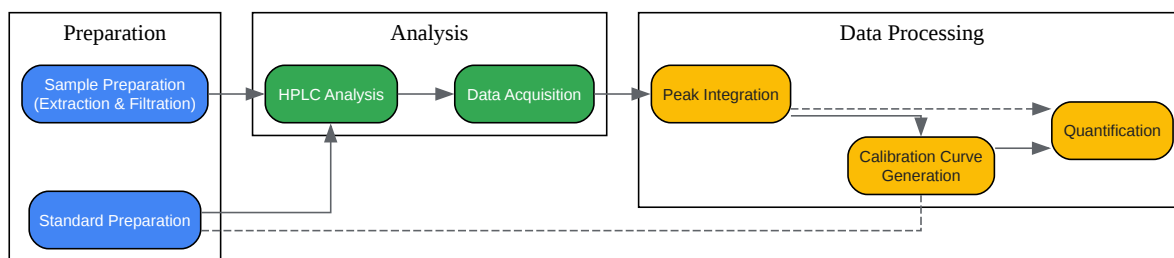 Preparation
Sample Preparation
(Extraction & Filtration)
Standard Preparation
Analysis
HPLC Analysis
Data Acquisition
Data Processing
Peak Integration
Calibration Curve
Generation
Quantification